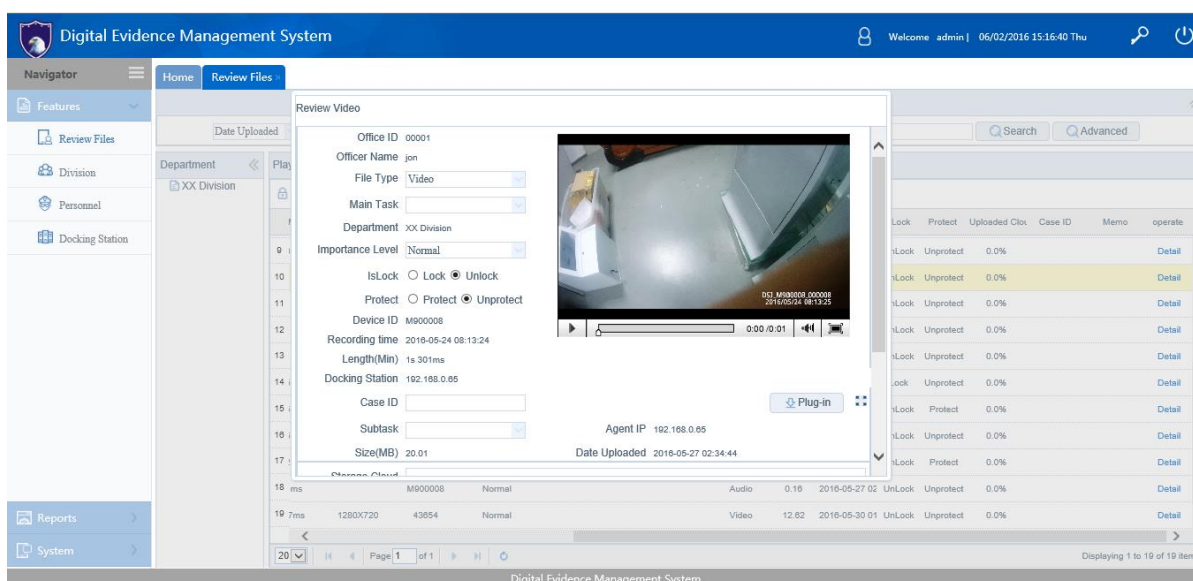 Digital Evidence Management System
Welcome admin | 06/02/2016 15:16:40 Thu
Navigator
Home Review Files
Features
Review Files
Division
Personnel
Docking Station
Reports
System
Date Uploaded
Search Advanced
Department
XX Division
Review Video
Office ID 00001
Officer Name jon
File Type Video
Main Task
Department XX Division
Importance Level Normal
IsLock Lock Unlock
Protect Protect Unprotect
Device ID M900008
Recording time 2016-05-24 08:13:24
Length(Min) 1s 301ms
Docking Station 192.168.0.65
Case ID
Subtask
Size(MB) 20.01
DSJ_M900008_000008
2016/05/24 08:13:25
0:00 /0:01
Plug-in
Agent IP 192.168.0.65
Date Uploaded 2016-05-27 02:34:44
Protect Uploaded Clou Case ID Memo operate
9 Unprotect 0.0% Detail
10 Unprotect 0.0% Detail
11 Unprotect 0.0% Detail
12 Unprotect 0.0% Detail
13 Unprotect 0.0% Detail
14 Unprotect 0.0% Detail
15 Protect 0.0% Detail
16 Unprotect 0.0% Detail
17 Protect 0.0% Detail
18 ms M900008 Normal Audio 0.16 2016-05-27 02 UnLock Unprotect 0.0% Detail
19 7ms 1280X720 43654 Normal Video 12.62 2016-05-30 01 UnLock Unprotect 0.0% Detail
20 Page 1 of 1
Displaying 1 to 19 of 19 item
Digital Evidence Management System